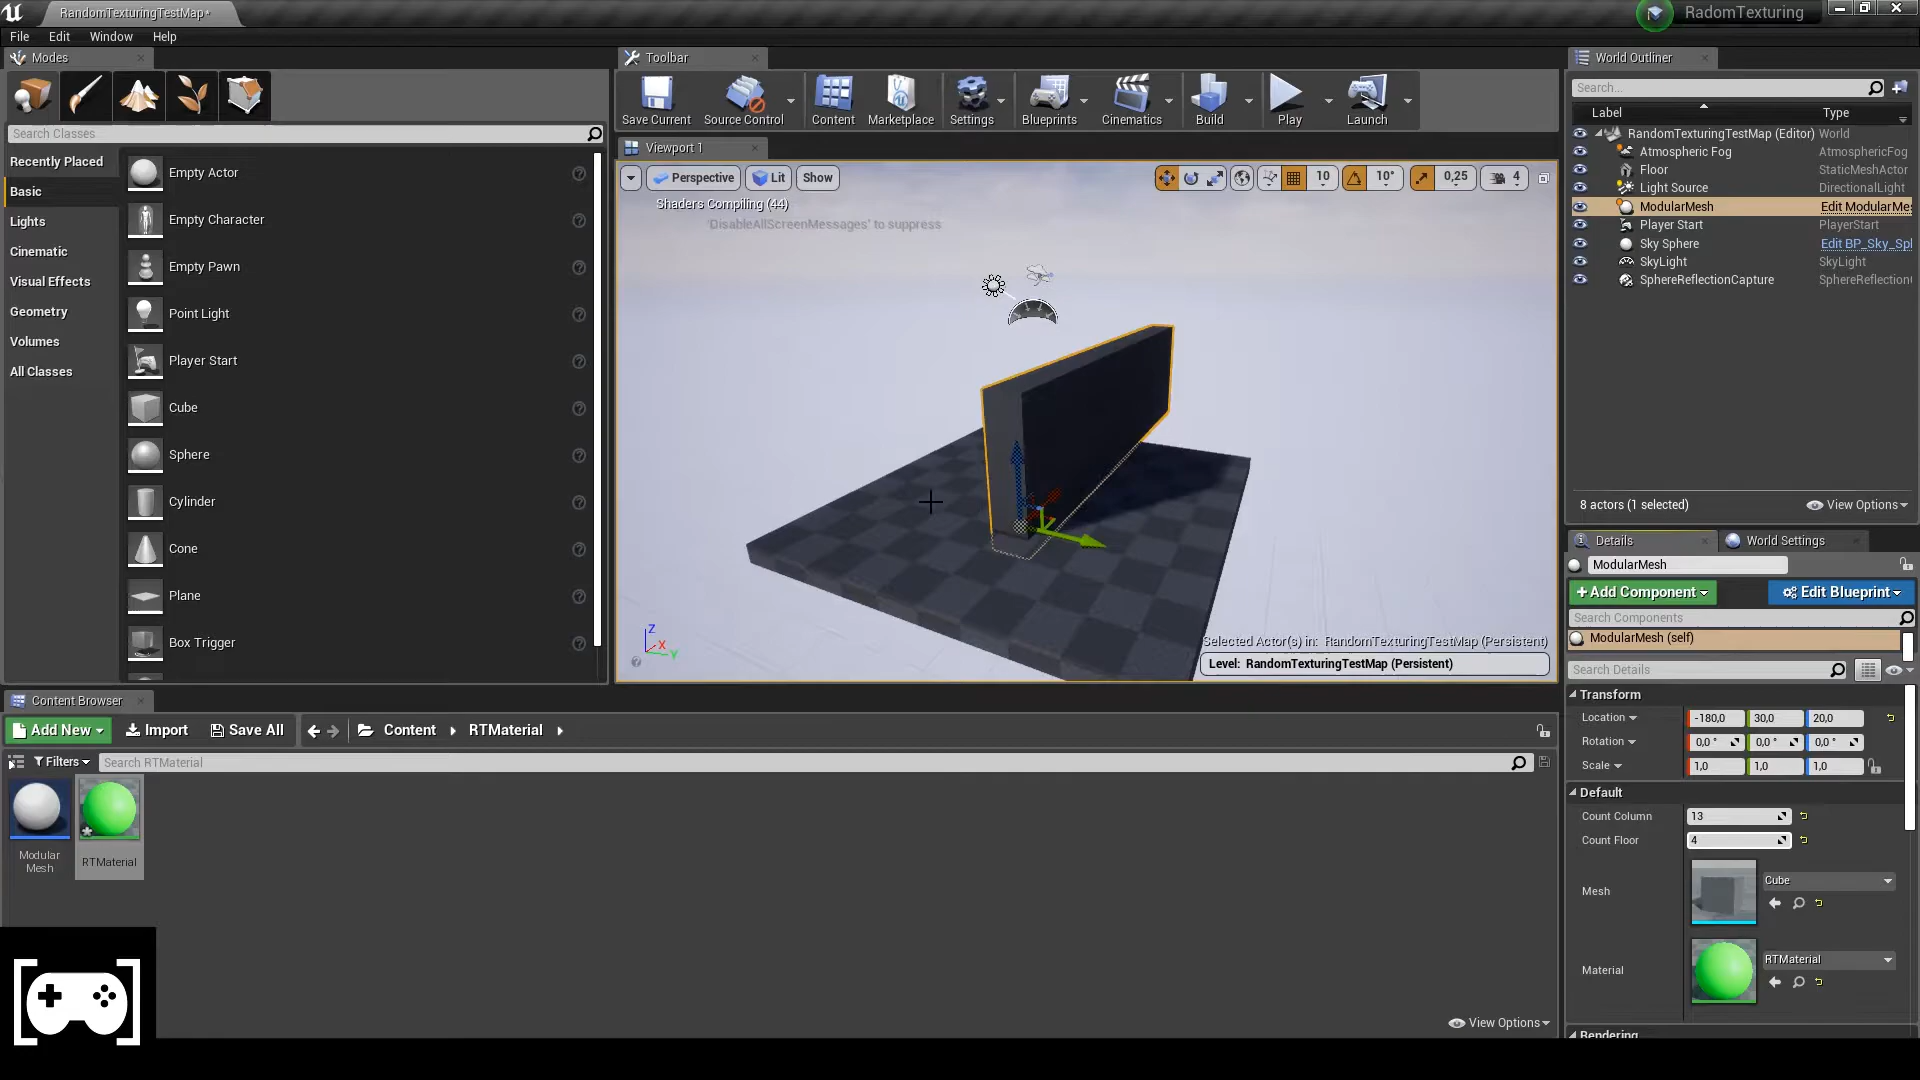 RandomTexturingTestMap*
RadomTexturing
File Edit Window Help
Modes
Search Classes
Recently Placed
Basic
Lights
Cinematic
Visual Effects
Geometry
Volumes
All Classes
Empty Actor
Empty Character
Empty Pawn
Point Light
Player Start
Cube
Sphere
Cylinder
Cone
Plane
Box Trigger
Toolbar
Save Current Source Control Content Marketplace Settings Blueprints Cinematics Build Play Launch
Viewport 1
Perspective Lit Show 10 10° 0,25 4
Shaders Compiling (44)
'DisableAllScreenMessages' to suppress
Z
X
Y
Selected Actor(s) in: RandomTexturingTestMap (Persistent)
Level: RandomTexturingTestMap (Persistent)
World Outliner
Search...
Label Type
RandomTexturingTestMap (Editor) World
Atmospheric Fog AtmosphericFog
Floor StaticMeshActor
Light Source DirectionalLight
ModularMesh Edit ModularMes
Player Start PlayerStart
Sky Sphere Edit BP_Sky_Spl
SkyLight SkyLight
SphereReflectionCapture SphereReflection
8 actors (1 selected) View Options
Details World Settings
ModularMesh
+Add Component Edit Blueprint
Search Components
ModularMesh (self)
Search Details
Transform
Location -180,0 30,0 20,0
Rotation 0,0 ° 0,0 ° 0,0 °
Scale 1,0 1,0 1,0
Default
Count Column 13
Count Floor 4
Mesh Cube
Material RTMaterial
Rendering
Content Browser
Add New Import Save All Content RTMaterial
Filters Search RTMaterial
Modular
Mesh
RTMaterial
View Options